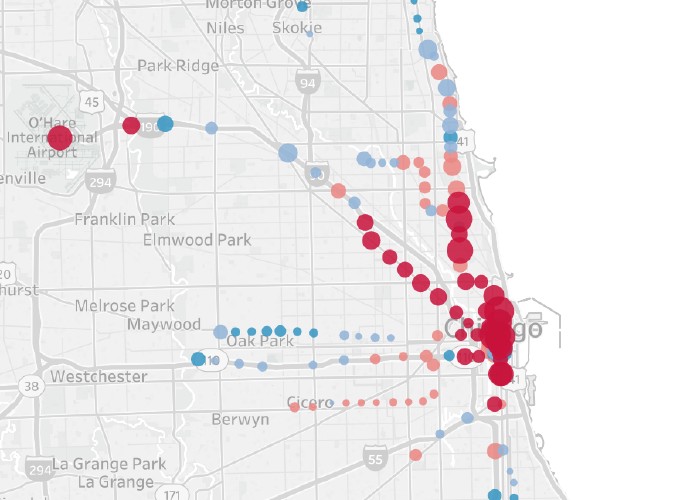 Morton Grove
Niles Skokie
Park Ridge
94
45
190
O'Hare
International
Airport
41
90
enville
294
Franklin Park
Elmwood Park
20
hurst
Melrose Park
Maywood
Chicago
Oak Park
Westchester
38
41
Cicero
Berwyn
55
294
La Grange Park
La Grange
171